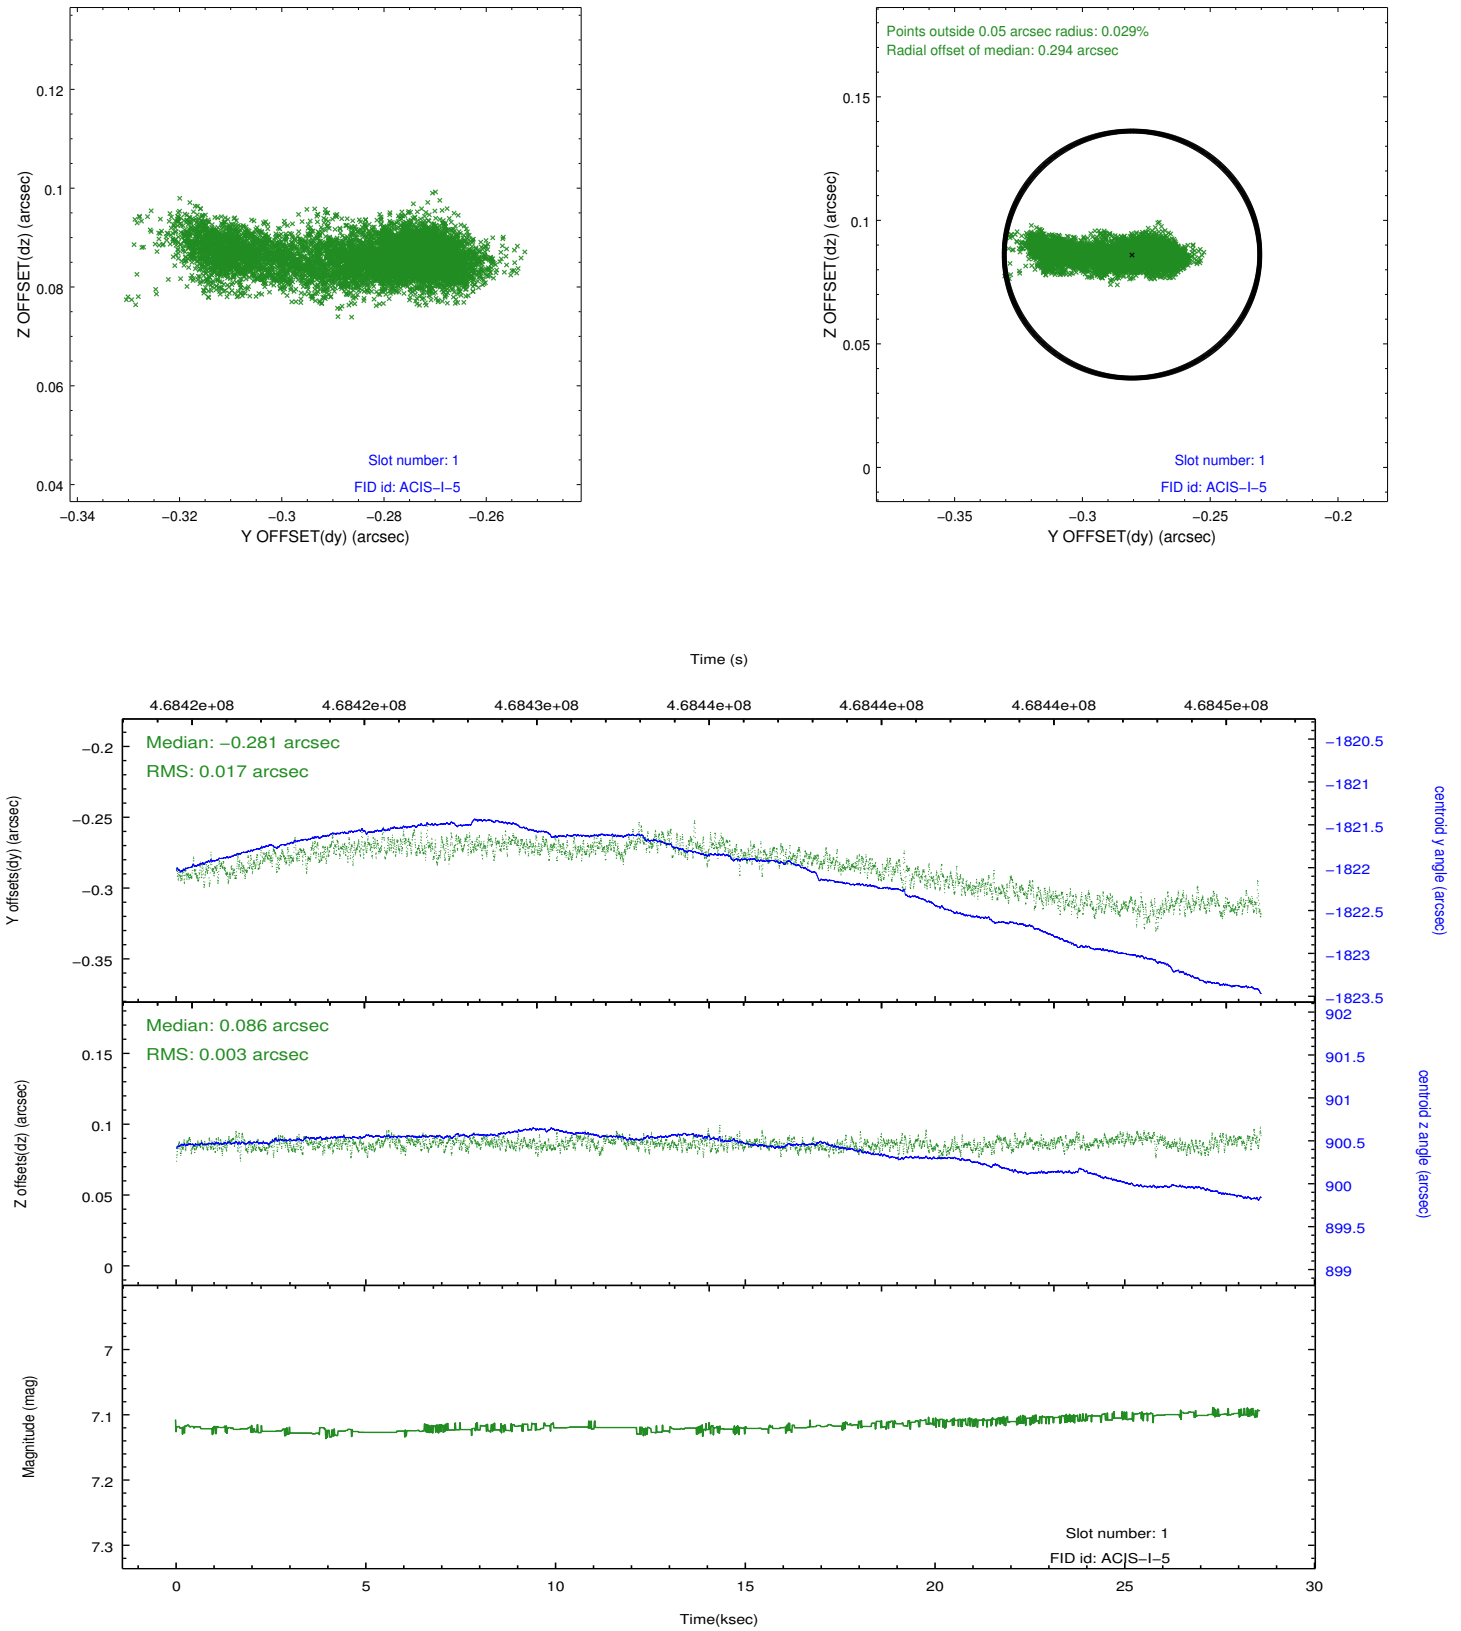 0.12
0.1
0.08
0.06
0.04
Z OFFSET(dz) (arcsec)
−0.34
−0.32
−0.3
−0.28
−0.26
Y OFFSET(dy) (arcsec)
Slot number: 1
FID id: ACIS−I−5
Points outside 0.05 arcsec radius: 0.029%
Radial offset of median: 0.294 arcsec
0.15
0.1
0.05
0
Z OFFSET(dz) (arcsec)
−0.35
−0.3
−0.25
−0.2
Y OFFSET(dy) (arcsec)
Slot number: 1
FID id: ACIS−I−5
Time (s)
4.6842e+08
4.6842e+08
4.6843e+08
4.6844e+08
4.6844e+08
4.6844e+08
4.6845e+08
Median: −0.281 arcsec
RMS: 0.017 arcsec
−0.2
−0.25
−0.3
−0.35
Y offsets(dy) (arcsec)
−1820.5
−1821
−1821.5
−1822
−1822.5
−1823
−1823.5
centroid y angle (arcsec)
Median: 0.086 arcsec
RMS: 0.003 arcsec
0.15
0.1
0.05
0
Z offsets(dz) (arcsec)
902
901.5
901
900.5
900
899.5
899
centroid z angle (arcsec)
7
7.1
7.2
7.3
Magnitude (mag)
Slot number: 1
FID id: ACIS−I−5
0
5
10
15
20
25
30
Time(ksec)